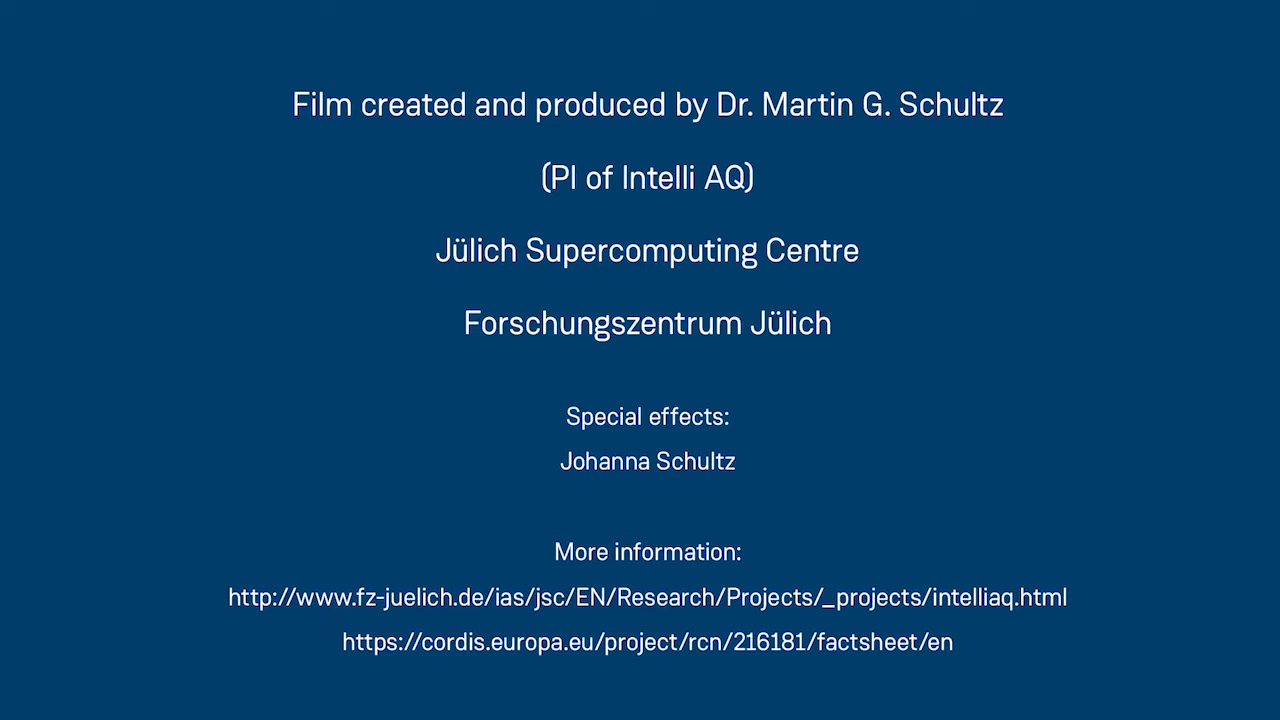 Film created and produced by Dr. Martin G. Schultz
(PI of Intelli AQ)
Jülich Supercomputing Centre
Forschungszentrum Jülich
Special effects:
Johanna Schultz
More information:
http://www.fz-juelich.de/ias/jsc/EN/Research/Projects/_projects/intelliaq.html
https://cordis.europa.eu/project/rcn/216181/factsheet/en